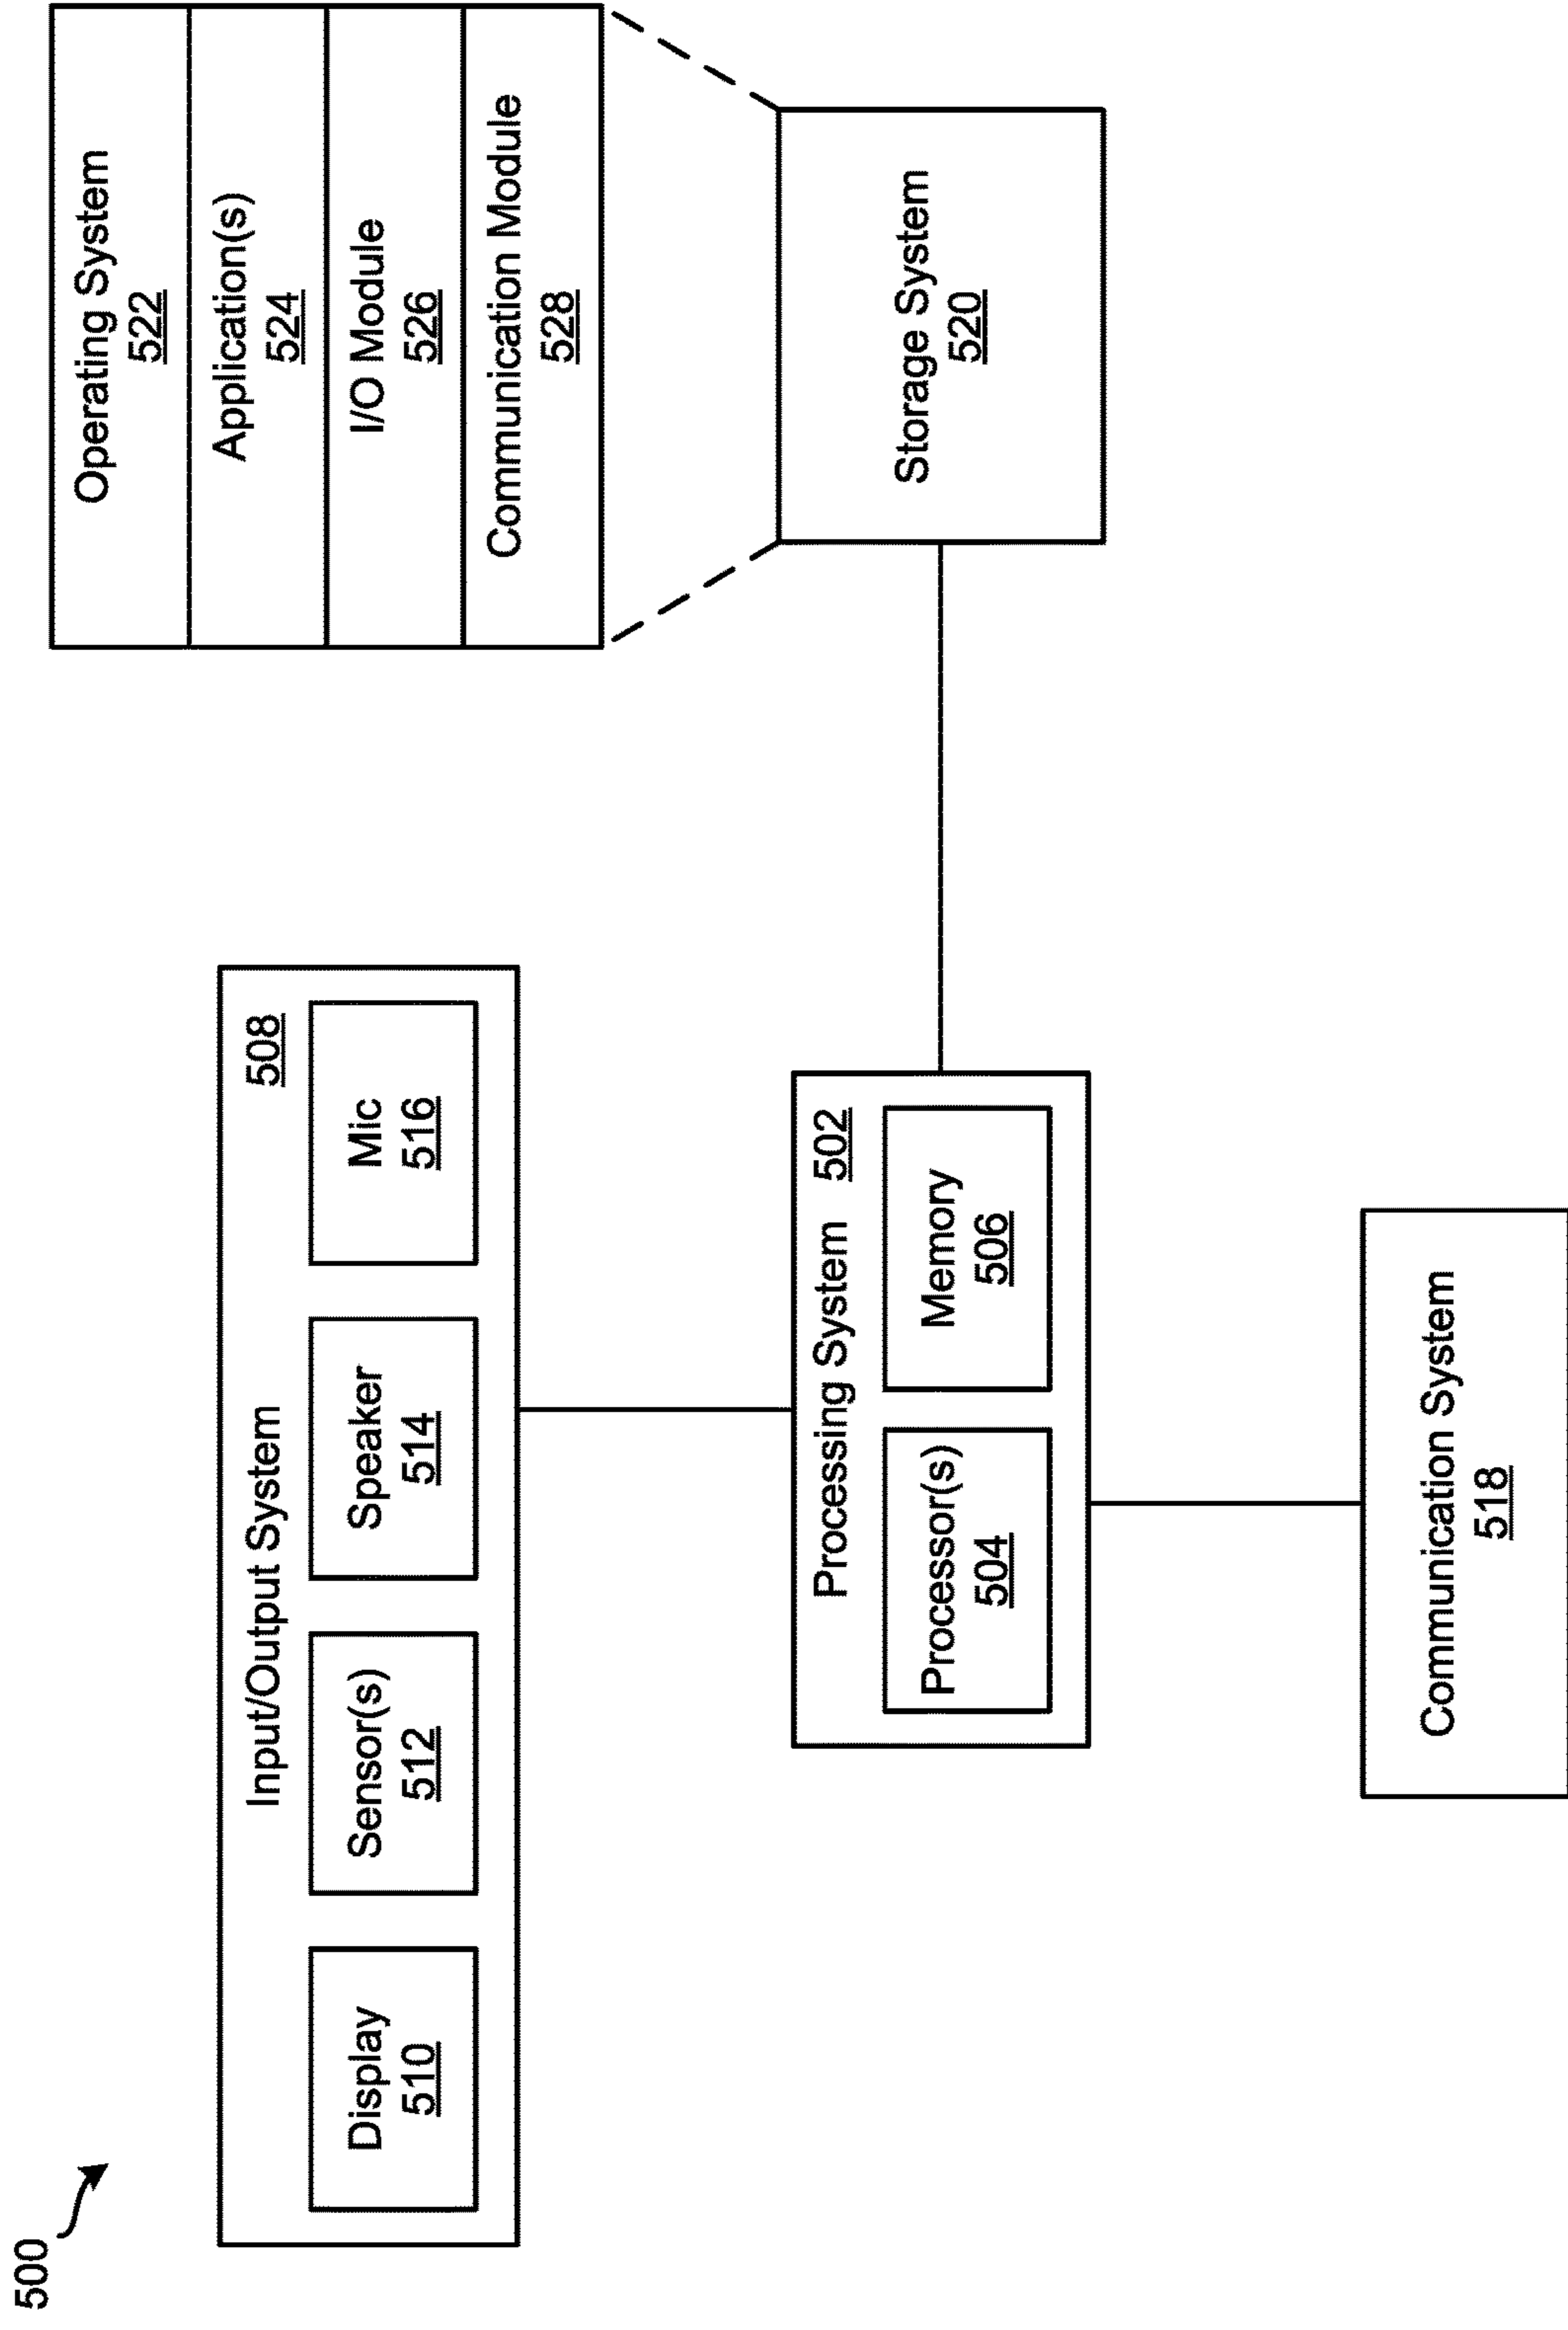 500
Input/Output System
508
Display
510
Sensor(s)
512
Speaker
514
Mic
516
Operating System
522
Application(s)
524
I/O Module
526
Communication Module
528
Processing System
502
Processor(s)
504
Memory
506
Storage System
520
Communication System
518